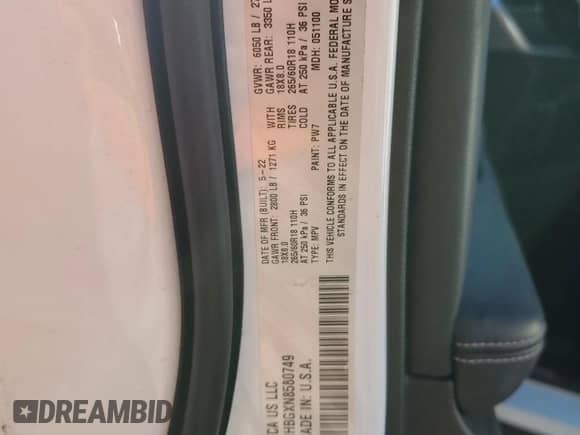 CA US LLC
HBGXN8580749
ADE IN: U.S.A.
DATE OF MFR (BUILT): 5-22
GVWR: 6050 LB / 27
GAWR FRONT: 2800 LB / 1271 KG WITH
GAWR REAR: 3350 L
18X8.0 RIMS 18X8.0
265/60R18 110H TIRES 265/60R18 110H
AT 250 kPa / 36 PSI COLD AT 250 kPa / 36 PSI
TYPE: MPV PAINT: PW7 MDH: 051100
THIS VEHICLE CONFORMS TO ALL APPLICABLE U.S.A. FEDERAL MO
STANDARDS IN EFFECT ON THE DATE OF MANUFACTURE S
DREAMBID